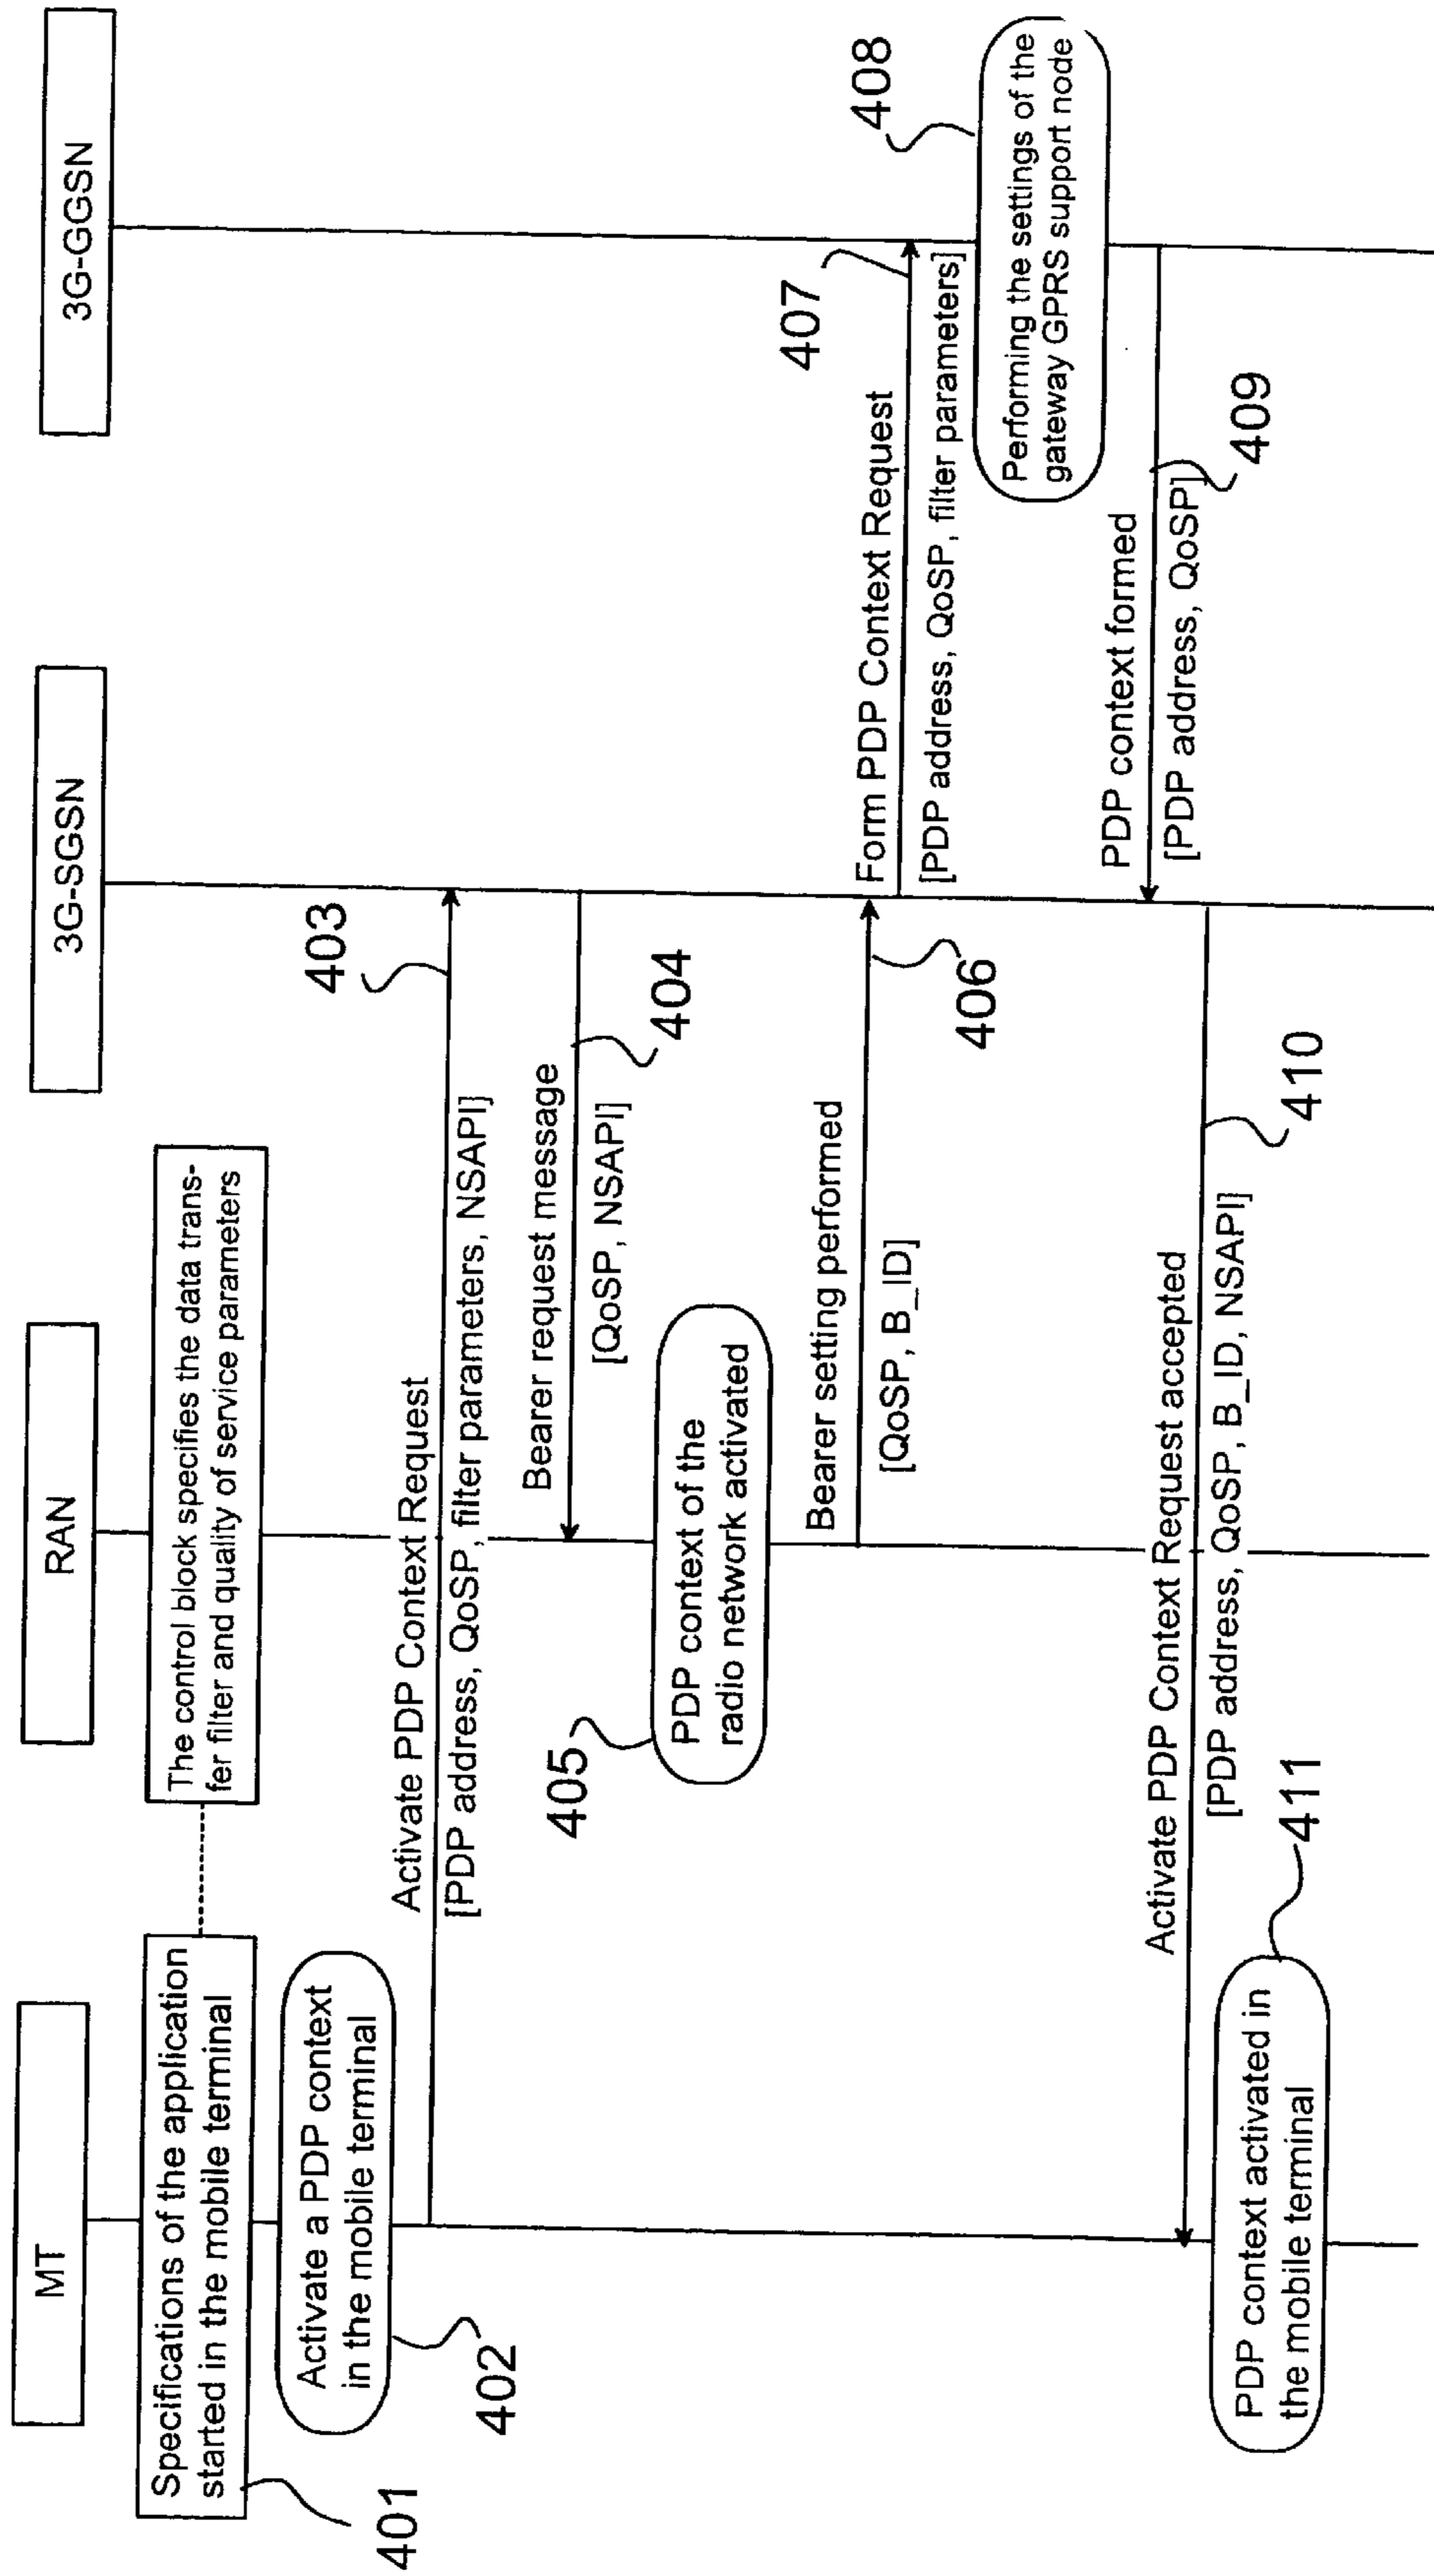 MT
RAN
3G-SGSN
3G-GGSN
Specifications of the application
started in the mobile terminal
401
The control block specifies the data trans-
fer filter and quality of service parameters
Activate a PDP context
in the mobile terminal
402
Activate PDP Context Request
[PDP address, QoSP, filter parameters, NSAPI]
403
Bearer request message
[QoSP, NSAPI]
404
PDP context of the
radio network activated
405
Bearer setting performed
[QoSP, B_ID]
406
Form PDP Context Request
[PDP address, QoSP, filter parameters]
407
Performing the settings of the
gateway GPRS support node
408
PDP context formed
[PDP address, QoSP]
409
Activate PDP Context Request accepted
[PDP address, QoSP, B_ID, NSAPI]
410
PDP context activated in
the mobile terminal
411